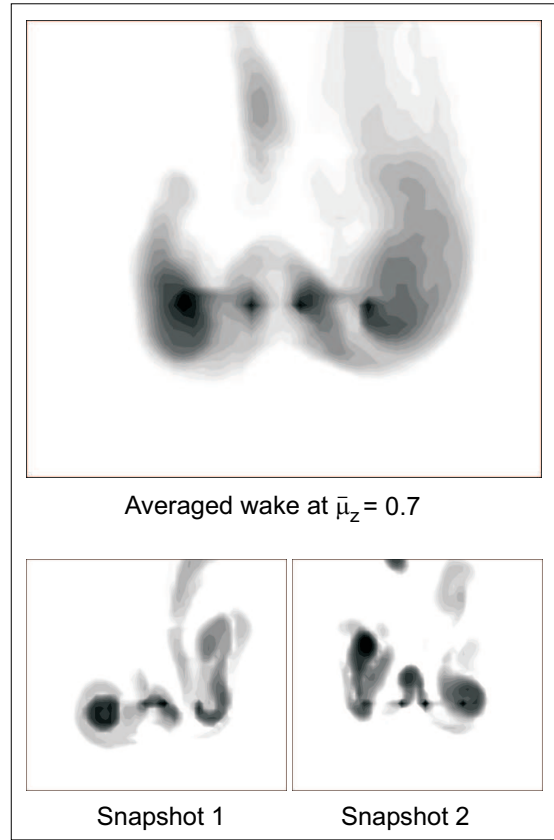 Averaged wake at μ̄z = 0.7
Snapshot 1
Snapshot 2